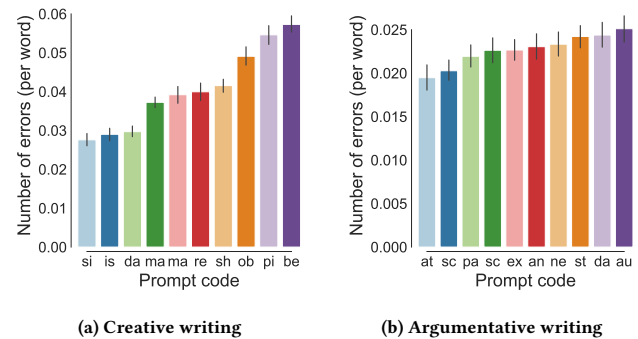 Number of errors (per word)
0.06
0.05
0.04
0.03
0.02
0.01
0.00
si is da ma ma re sh ob pi be
Prompt code
(a) Creative writing
Number of errors (per word)
0.025
0.020
0.015
0.010
0.005
0.000
at sc pa sc ex an ne st da au
Prompt code
(b) Argumentative writing